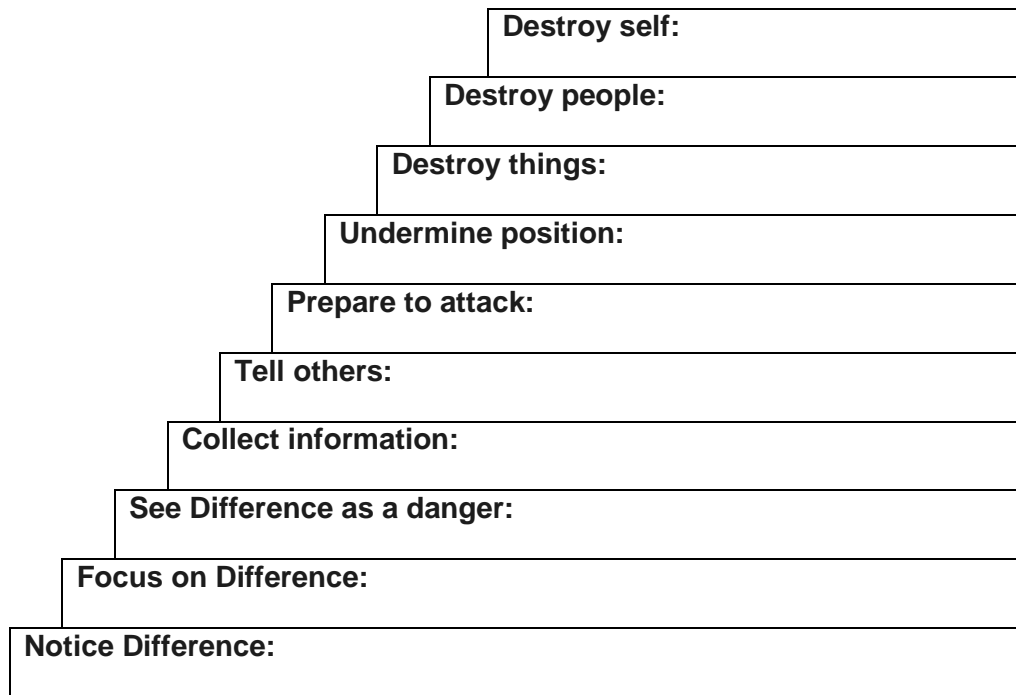 Destroy self:
Destroy people:
Destroy things:
Undermine position:
Prepare to attack:
Tell others:
Collect information:
See Difference as a danger:
Focus on Difference:
Notice Difference: